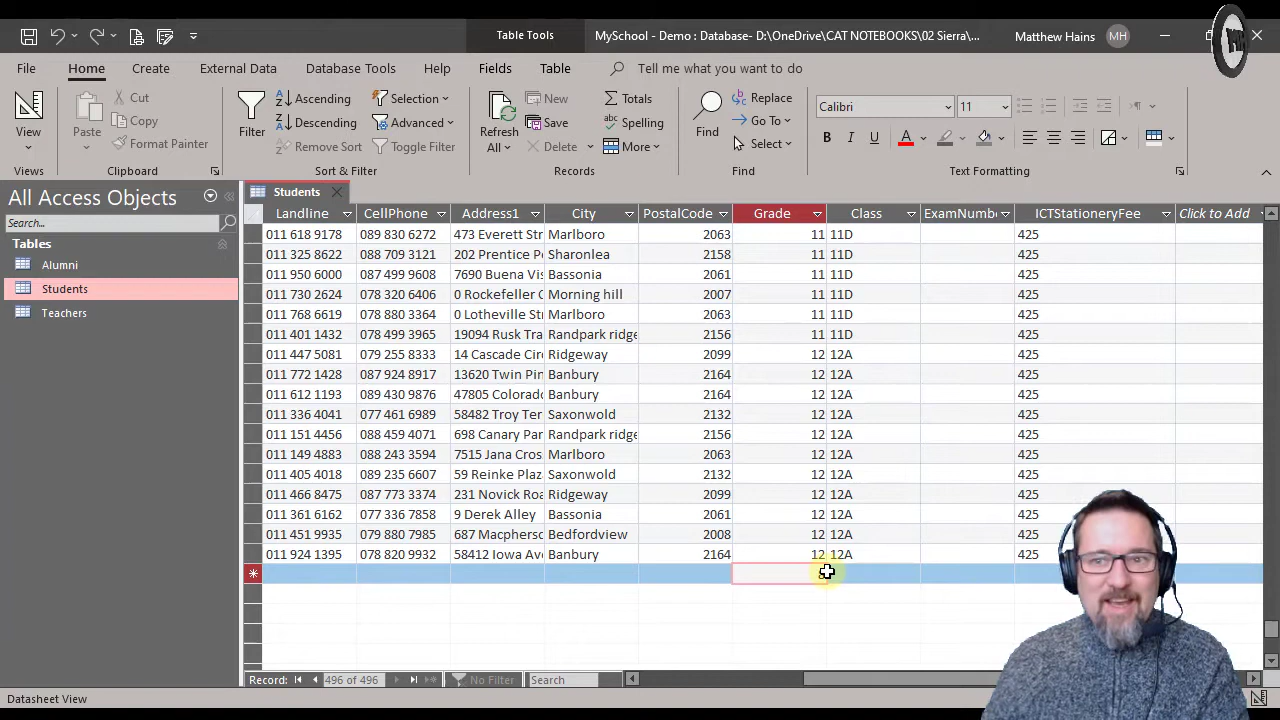 Table Tools
MySchool - Demo : Database- D:\OneDrive\CAT NOTEBOOKS\02 Sierra\...
Matthew Hains
MH
File Home Create External Data Database Tools Help Fields Table Tell me what you want to do
View
Views
Paste
Cut
Copy
Format Painter
Clipboard
Filter
Ascending
Descending
Remove Sort
Selection
Advanced
Toggle Filter
Sort & Filter
Refresh
All
New
Save
Delete
Totals
Spelling
More
Records
Find
Replace
Go To
Select
Find
Calibri 11
B I U A
Text Formatting
All Access Objects
Search...
Tables
Alumni
Students
Teachers
Students
Landline CellPhone Address1 City PostalCode Grade Class ExamNumbe ICTStationeryFee Click to Add
011 618 9178 089 830 6272 473 Everett Str Marlboro 2063 11 11D 425
011 325 8622 088 709 3121 202 Prentice P Sharonlea 2158 11 11D 425
011 950 6000 087 499 9608 7690 Buena Vis Bassonia 2061 11 11D 425
011 730 2624 078 320 6406 0 Rockefeller C Morning hill 2007 11 11D 425
011 768 6619 078 880 3364 0 Lotheville St Marlboro 2063 11 11D 425
011 401 1432 078 499 3965 19094 Rusk Tra Randpark ridge 2156 11 11D 425
011 447 5081 079 255 8333 14 Cascade Cir Ridgeway 2099 12 12A 425
011 772 1428 087 924 8917 13620 Twin Pin Banbury 2164 12 12A 425
011 612 1193 089 430 9876 47805 Colorado Banbury 2164 12 12A 425
011 336 4041 077 461 6989 58482 Troy Ter Saxonwold 2132 12 12A 425
011 151 4456 088 459 4071 698 Canary Par Randpark ridge 2156 12 12A 425
011 149 4883 088 243 3594 7515 Jana Cros Marlboro 2063 12 12A 425
011 405 4018 089 235 6607 59 Reinke Plaz Saxonwold 2132 12 12A 425
011 466 8475 087 773 3374 231 Novick Roa Ridgeway 2099 12 12A 425
011 361 6162 077 336 7858 9 Derek Alley Bassonia 2061 12 12A 425
011 451 9935 079 880 7985 687 Macpherso Bedfordview 2008 12 12A 425
011 924 1395 078 820 9932 58412 Iowa Av Banbury 2164 12 12A 425
Record: 496 of 496 No Filter Search
Datasheet View